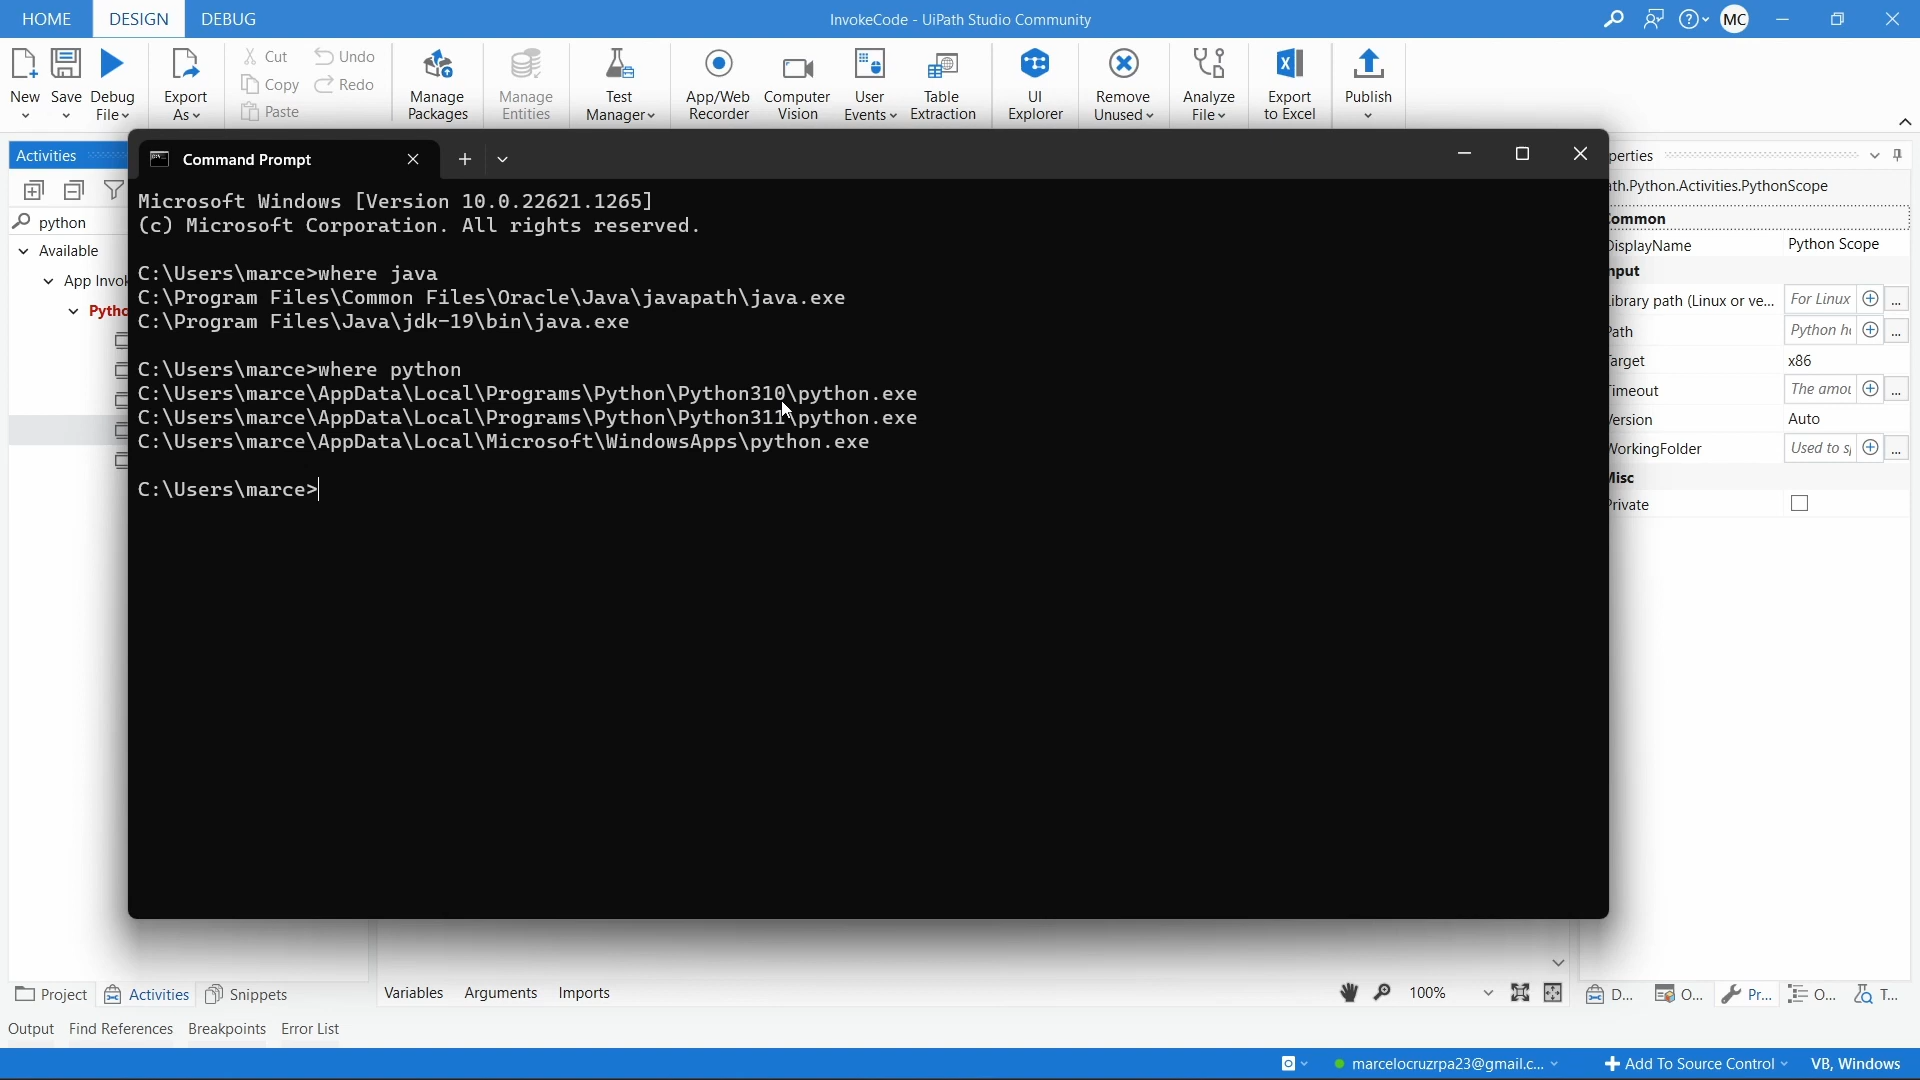 HOME DESIGN DEBUG InvokeCode - UiPath Studio Community MC
New Save Debug File Export As Cut Copy Paste Undo Redo Manage Packages Manage Entities Test Manager App/Web Recorder Computer Vision User Events Table Extraction UI Explorer Remove Unused Analyze File Export to Excel Publish
Activities
python
Available
App Invo
Pytho
Command Prompt
Microsoft Windows [Version 10.0.22621.1265]
(c) Microsoft Corporation. All rights reserved.
C:\Users\marce>where java
C:\Program Files\Common Files\Oracle\Java\javapath\java.exe
C:\Program Files\Java\jdk-19\bin\java.exe
C:\Users\marce>where python
C:\Users\marce\AppData\Local\Programs\Python\Python310\python.exe
C:\Users\marce\AppData\Local\Programs\Python\Python311\python.exe
C:\Users\marce\AppData\Local\Microsoft\WindowsApps\python.exe
C:\Users\marce>
perties
ath.Python.Activities.PythonScope
ommon
DisplayName Python Scope
nput
ibrary path (Linux or ve... For Linux ...
Path Python h ...
arget x86
imeout The amou ...
ersion Auto
WorkingFolder Used to s ...
Misc
Private
Project Activities Snippets Variables Arguments Imports 100% D... O... Pr... O... T...
Output Find References Breakpoints Error List
marcelocruzrpa23@gmail.c... Add To Source Control VB, Windows